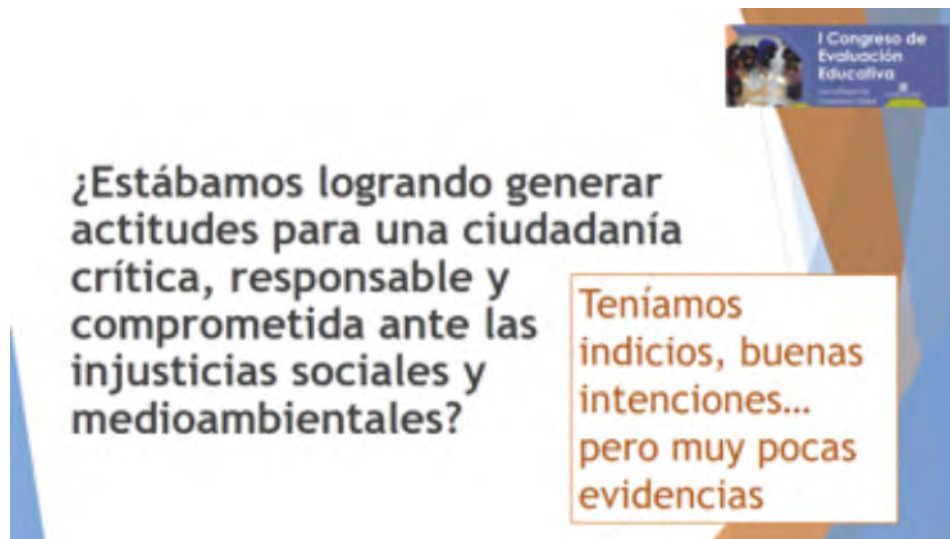 I Congreso de
Evaluación
Educativa
¿Estábamos logrando generar
actitudes para una ciudadanía
crítica, responsable y
comprometida ante las
injusticias sociales y
medioambientales?
Teníamos
indicios, buenas
intenciones...
pero muy pocas
evidencias